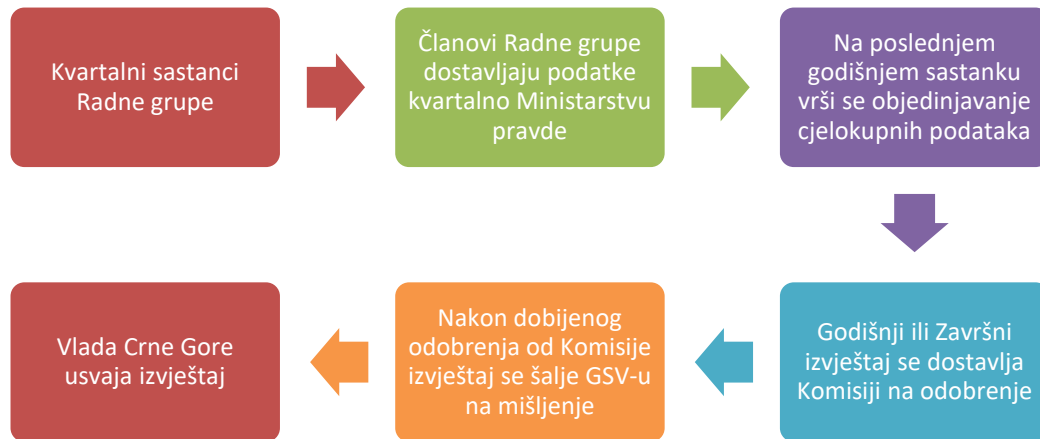 Kvartalni sastanci
Radne grupe
Članovi Radne grupe
dostavljaju podatke
kvartalno Ministarstvu
pravde
Na poslednjem
godišnjem sastanku
vrši se objedinjavanje
cjelokupnih podataka
Godišnji ili Završni
izvještaj se dostavlja
Komisiji na odobrenje
Nakon dobijenog
odobrenja od Komisije
izvještaj se šalje GSV-u
na mišljenje
Vlada Crne Gore
usvaja izvještaj